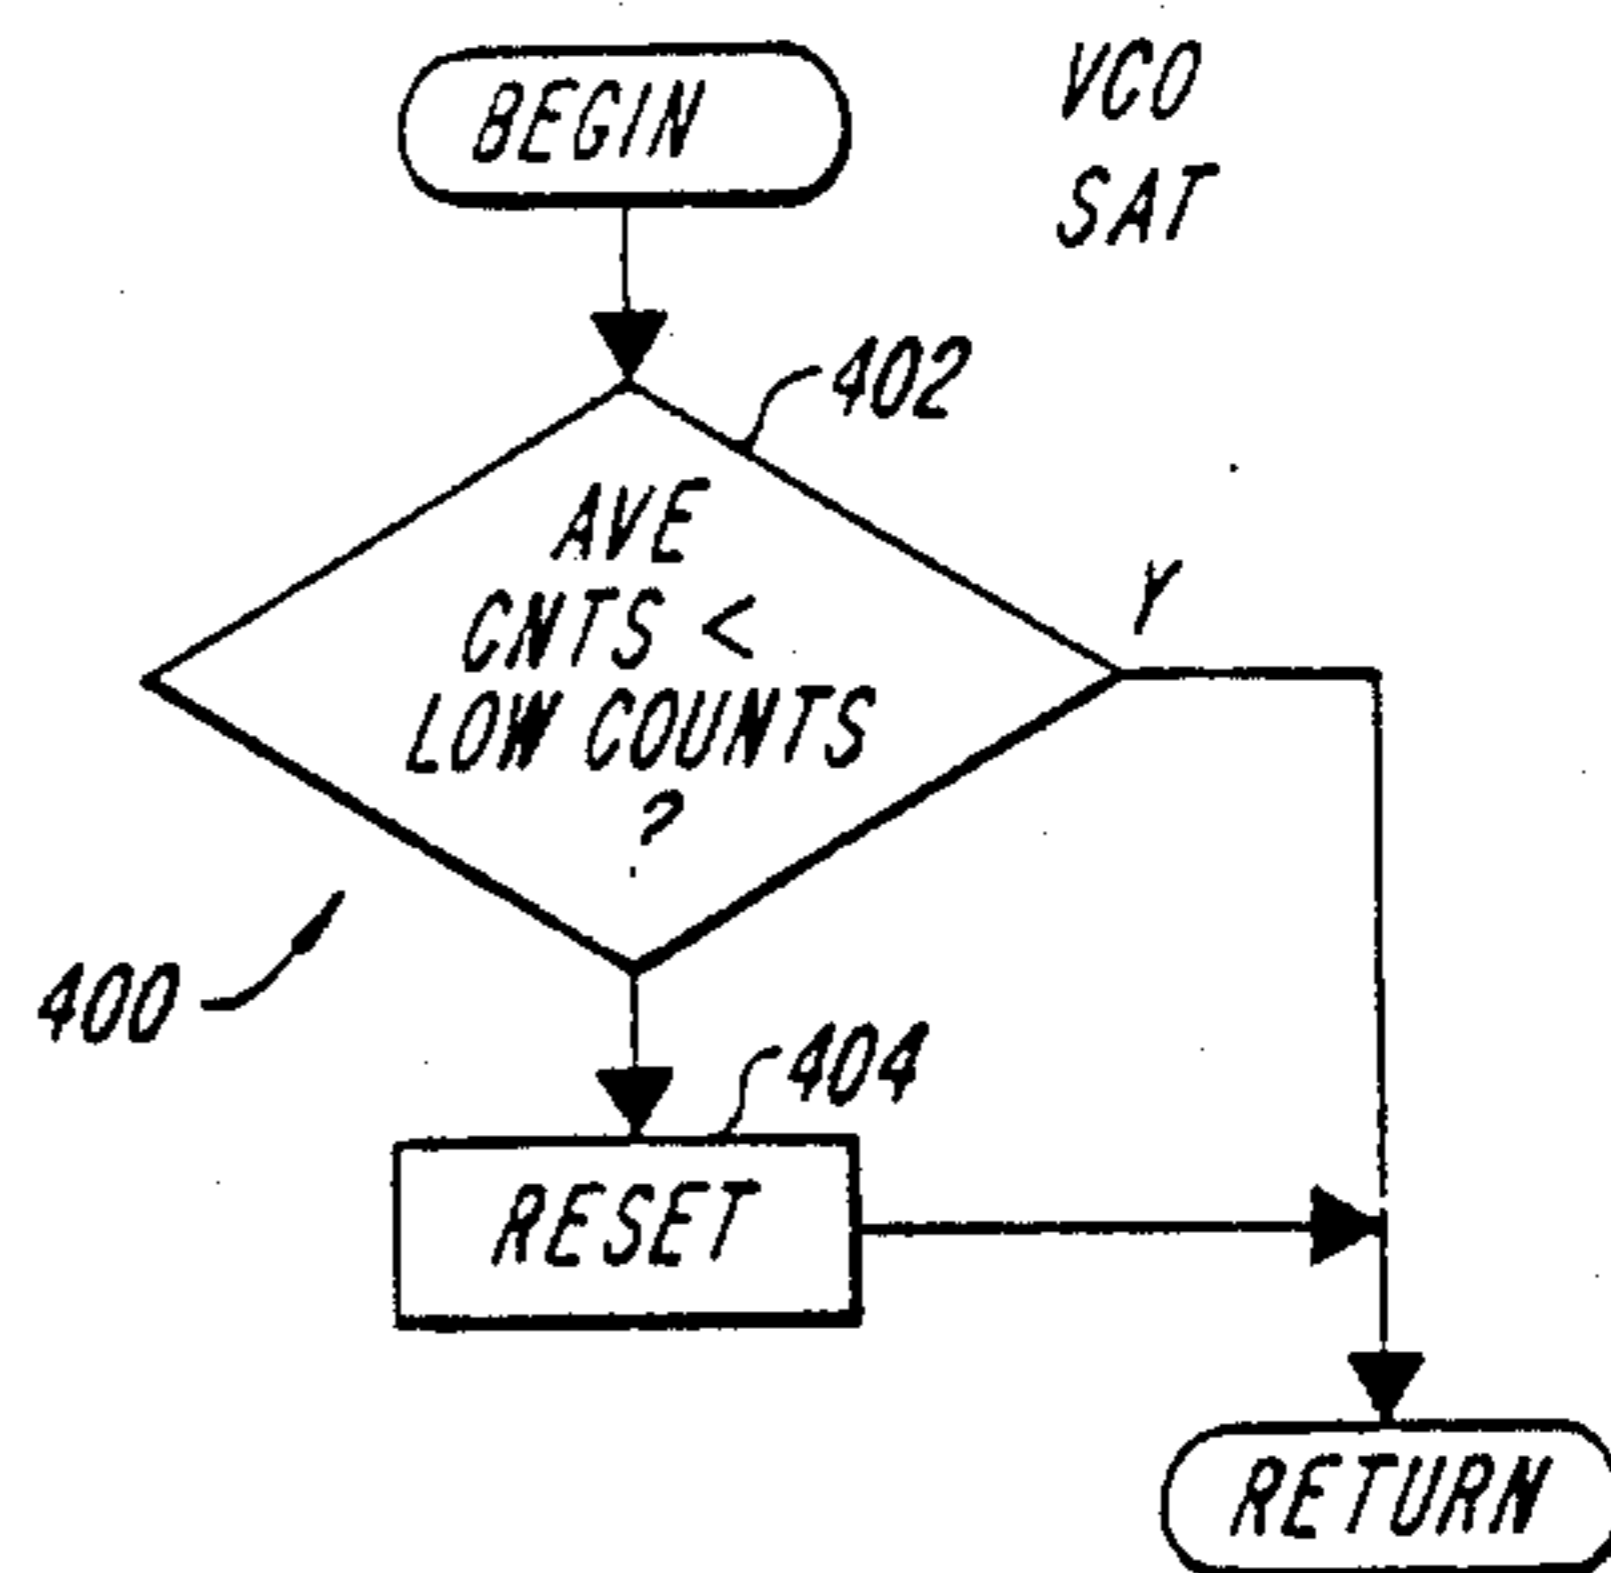 BEGIN
VCO
SAT
402
AVE
CNTS <
LOW COUNTS
?
Y
400
404
RESET
RETURN